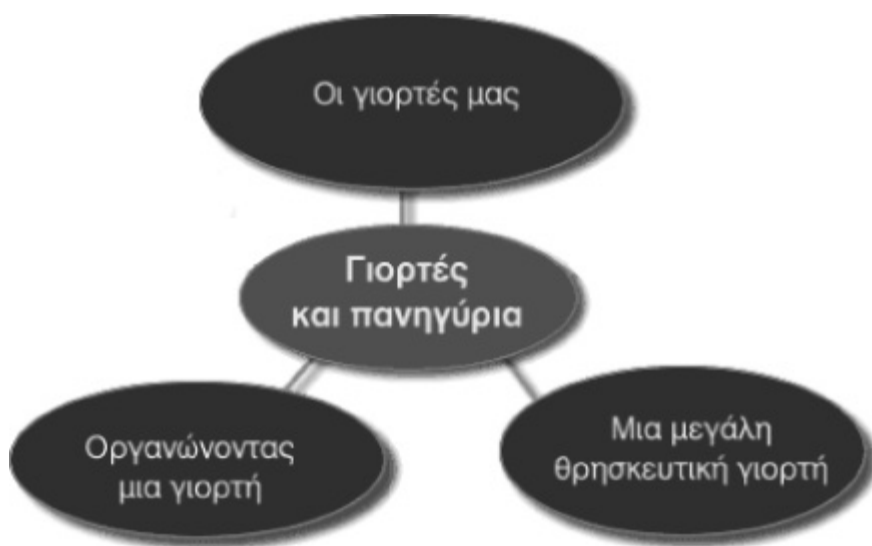 Οι γιορτές μας
Γιορτές
και πανηγύρια
Οργανώνοντας
μια γιορτή
Μια μεγάλη
θρησκευτική γιορτή